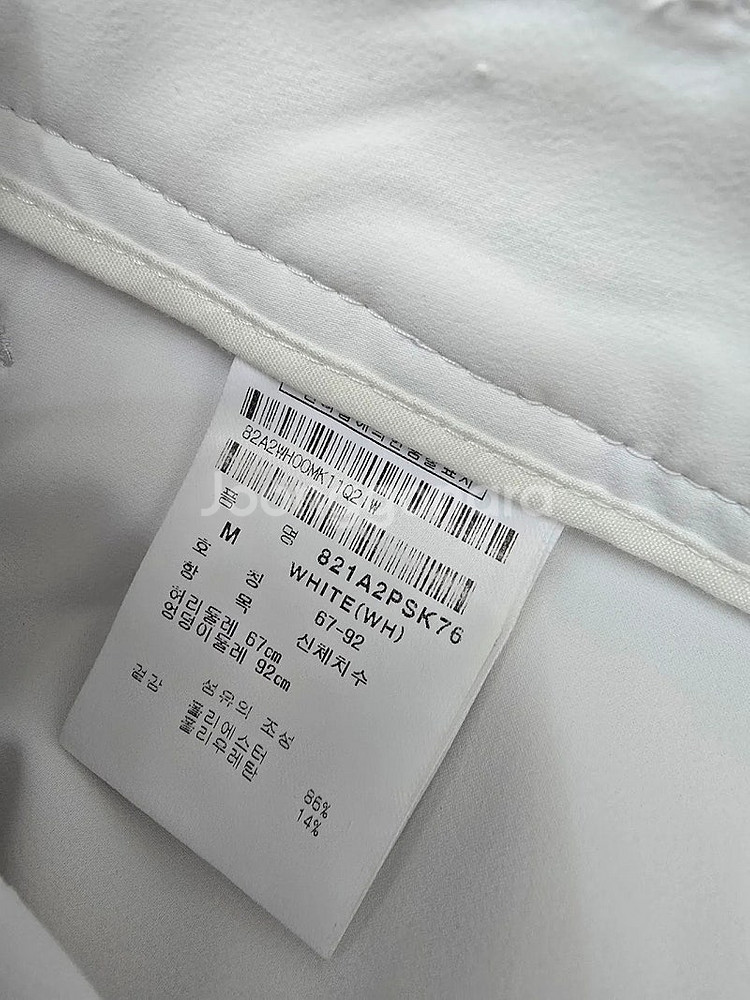 82A2WH00MK11Q2.W
Joonggonara
품 명 821A2PSK76
M WHITE(WH)
호 칭 67-92
항 목 신체치수
허리둘레 67cm
엉덩이둘레 92cm
섬유의 조성
겉감 폴리에스터 86%
폴리우레탄 14%